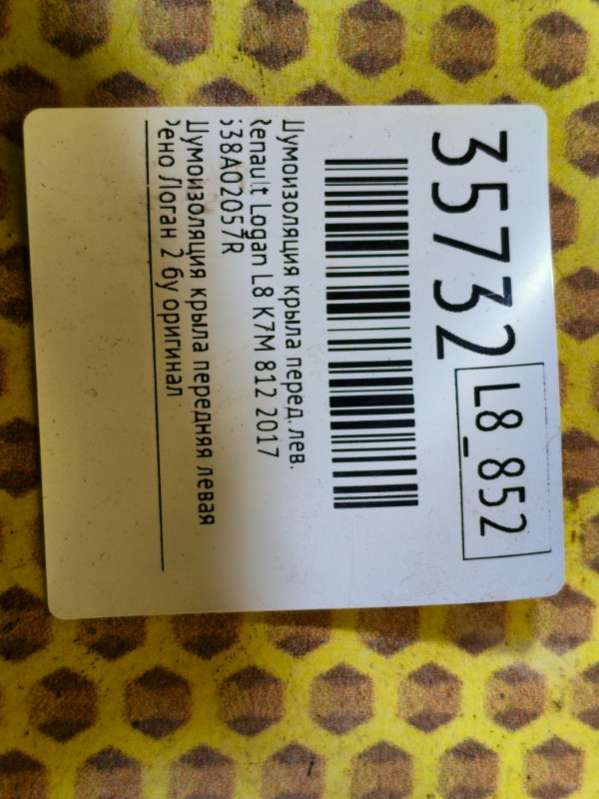 35732
L8_852
Шумоизоляция крыла перед. лев.
Renault Logan L8 K7M 812 2017
638A02057R
Шумоизоляция крыла передняя левая
Рено Логан 2 бу оригинал